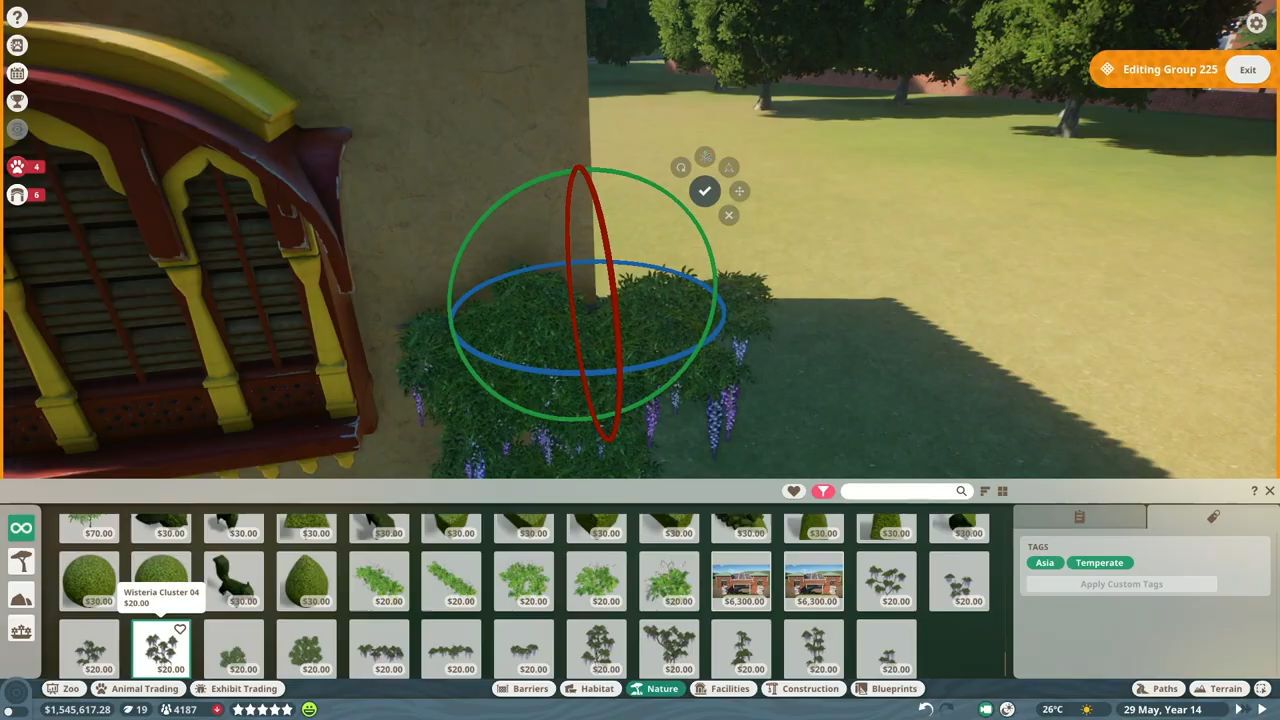 ?
Editing Group 225
Exit
4
6
? ×
$70.00 $30.00 $30.00 $30.00 $30.00 $30.00 $30.00 $30.00 $30.00 $30.00 $30.00 $30.00 $30.00
TAGS
Asia Temperate
Apply Custom Tags
Wisteria Cluster 04
$20.00
$30.00 $30.00 $30.00 $20.00 $20.00 $20.00 $20.00 $20.00 $6,300.00 $6,300.00 $20.00 $20.00
$20.00 $20.00 $20.00 $20.00 $20.00 $20.00 $20.00 $20.00 $20.00 $20.00 $20.00 $20.00
Zoo Animal Trading Exhibit Trading Barriers Habitat Nature Facilities Construction Blueprints Paths Terrain
$1,545,617.28 19 4187 26°C 29 May, Year 14